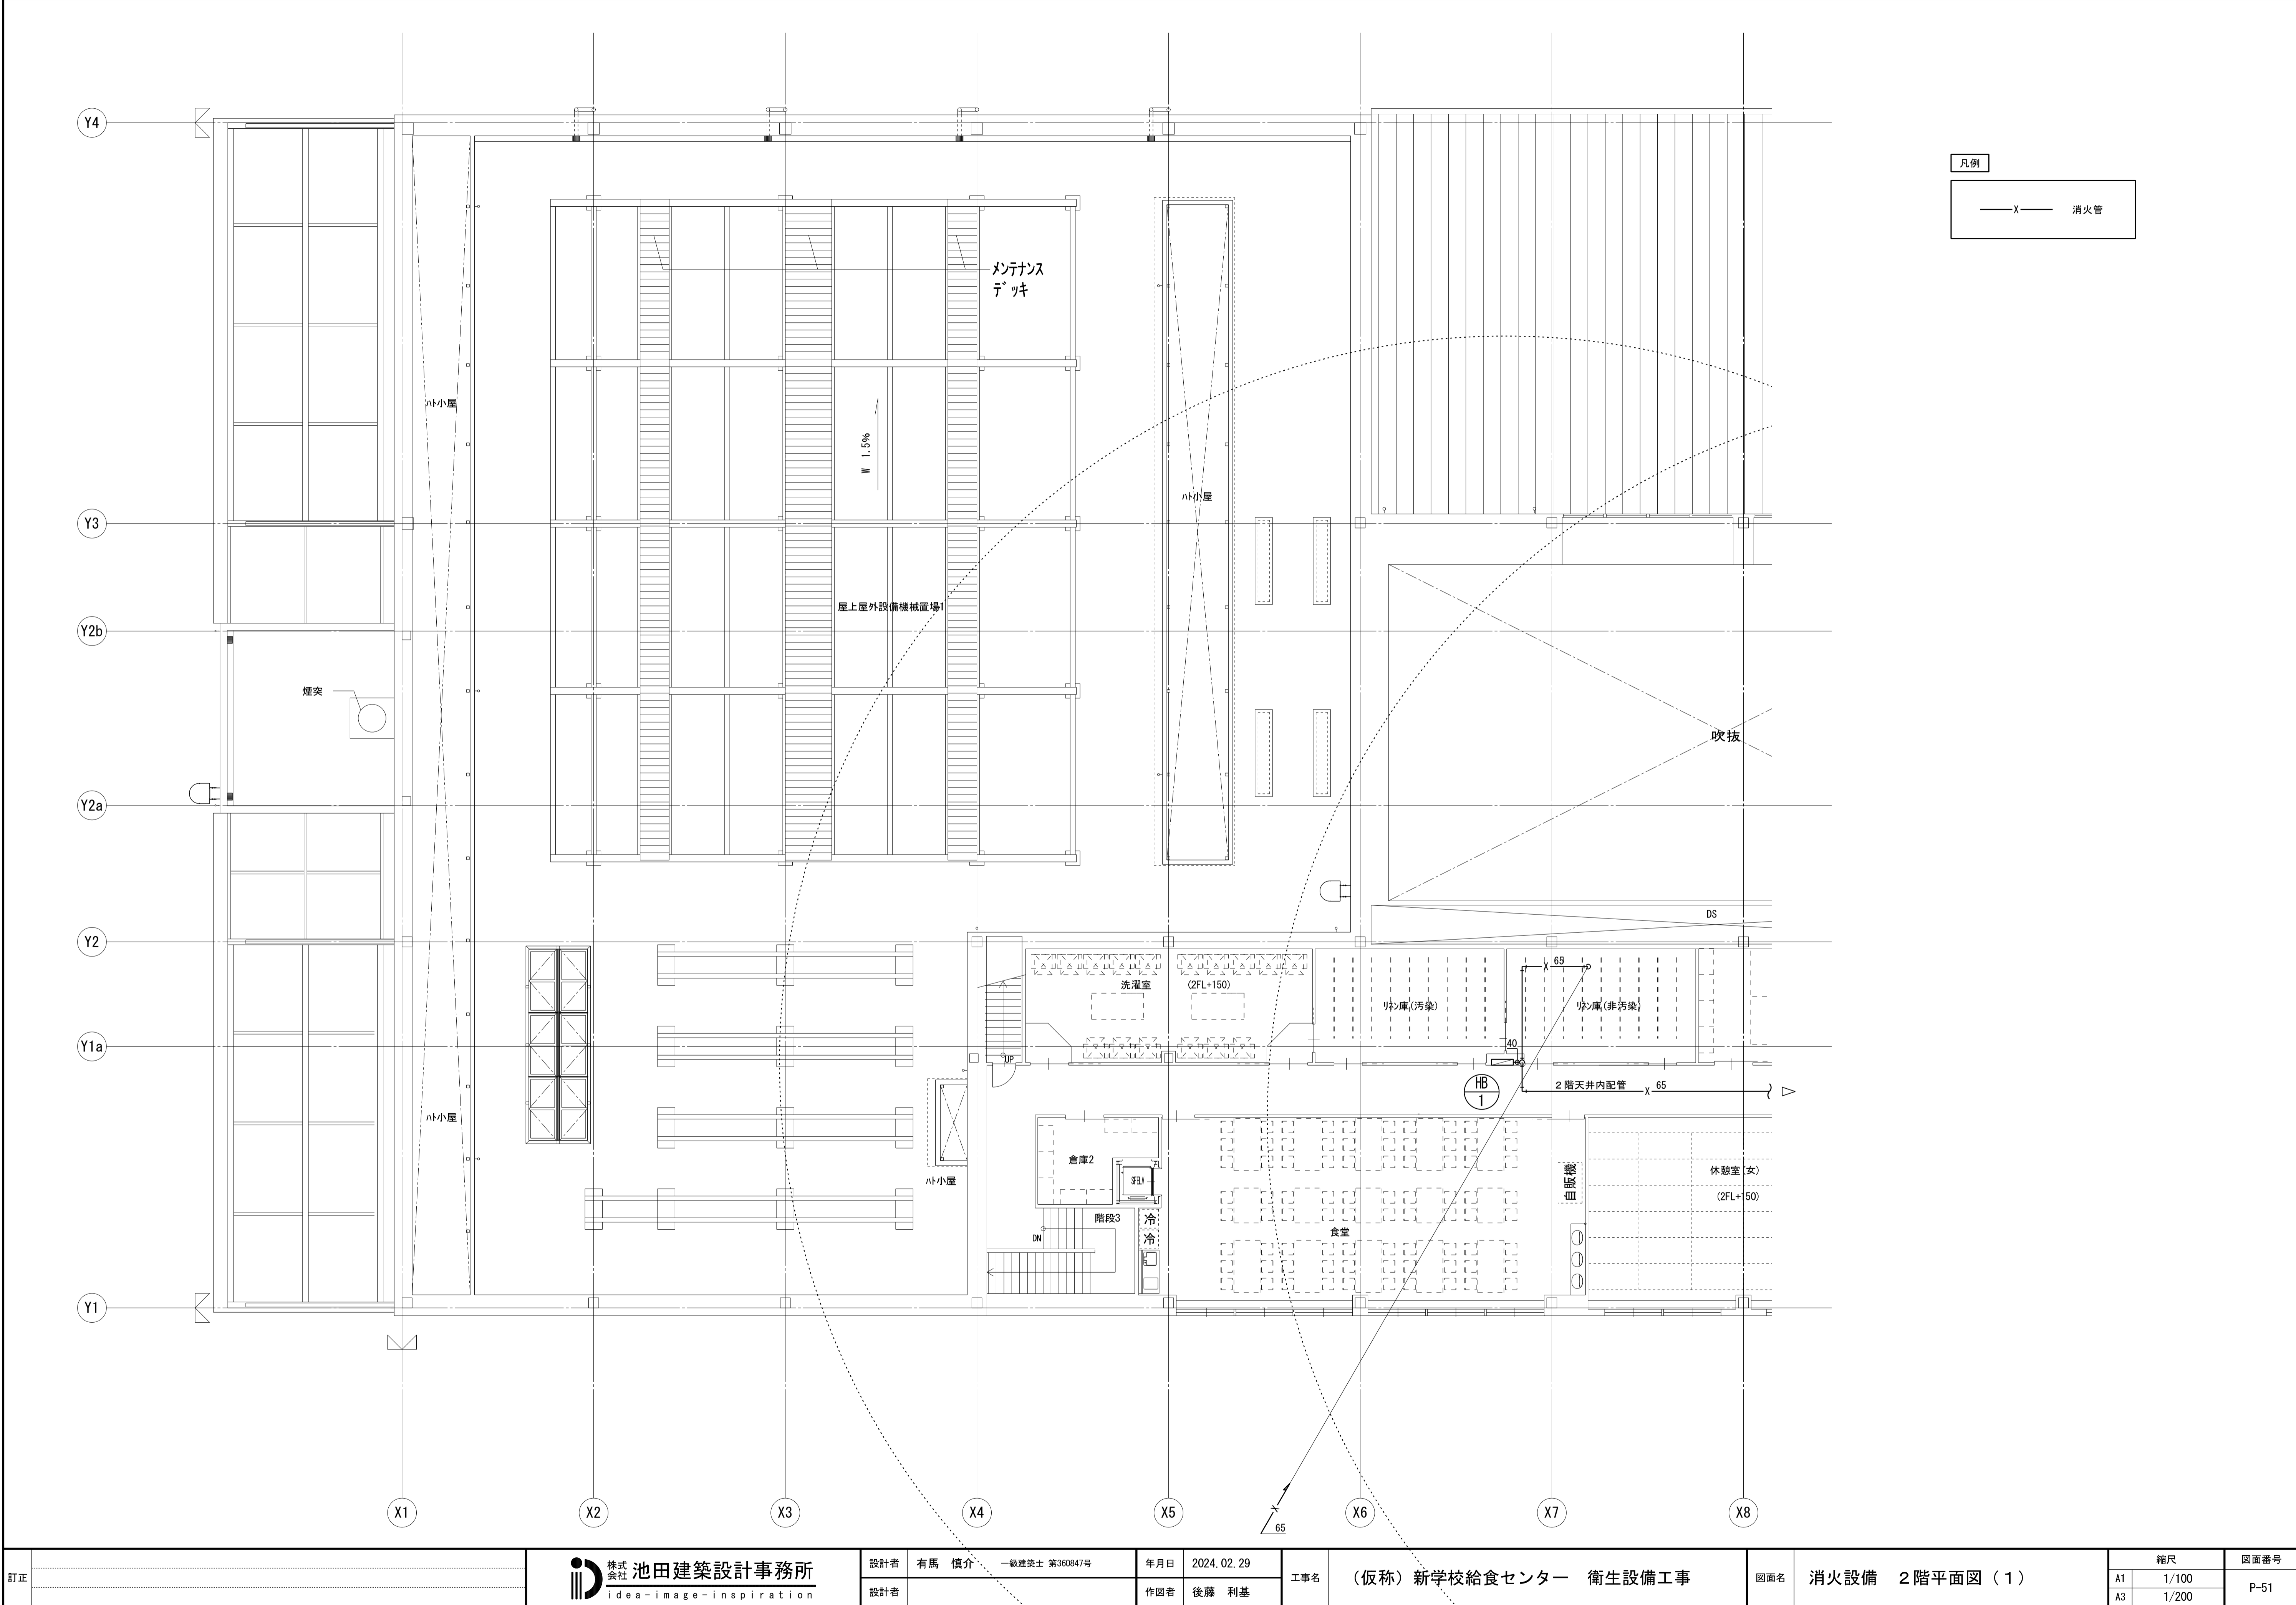 Y4
Y3
Y2b
Y2a
Y2
Y1a
Y1
凡例
X 消火管
メンテナンス
デッキ
ハト小屋
W 1.5%
ハト小屋
屋上屋外設備機械置場1
煙突
吹抜
DS
洗濯室 (2FL+150)
リネン庫(汚染)
リネン庫(非汚染)
X 65
40
UP
HB
1
2階天井内配管
X 65
ハト小屋
倉庫2
SFELV
ハト小屋
階段3
DN
冷
冷
食堂
自販機
休憩室(女)
(2FL+150)
X
65
X1
X2
X3
X4
X5
X6
X7
X8
訂正
株式会社 池田建築設計事務所
idea-image-inspiration
設計者 有馬 慎介 一級建築士 第360847号
設計者
年月日 2024.02.29
作図者 後藤 利基
工事名 (仮称)新学校給食センター 衛生設備工事
図面名 消火設備 2階平面図(1)
縮尺
A1 1/100
A3 1/200
図面番号
P-51